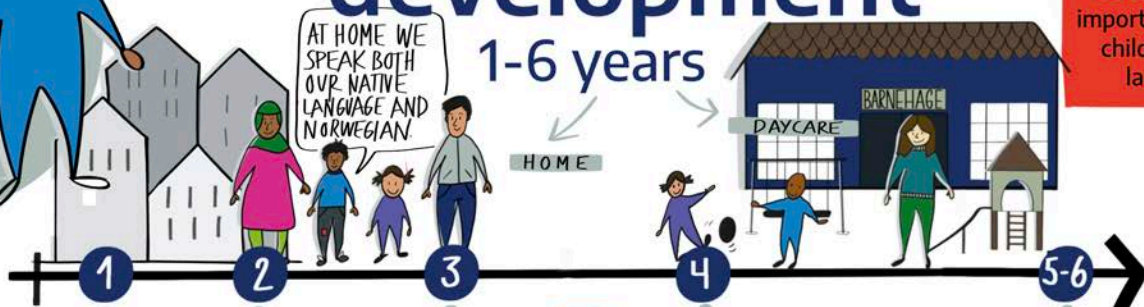 development
1-6 years
AT HOME WE
SPEAK BOTH
OUR NATIVE
LANGUAGE AND
NORWEGIAN.
HOME
DAYCARE
BARNEHAGE
1
2
3
4
5-6